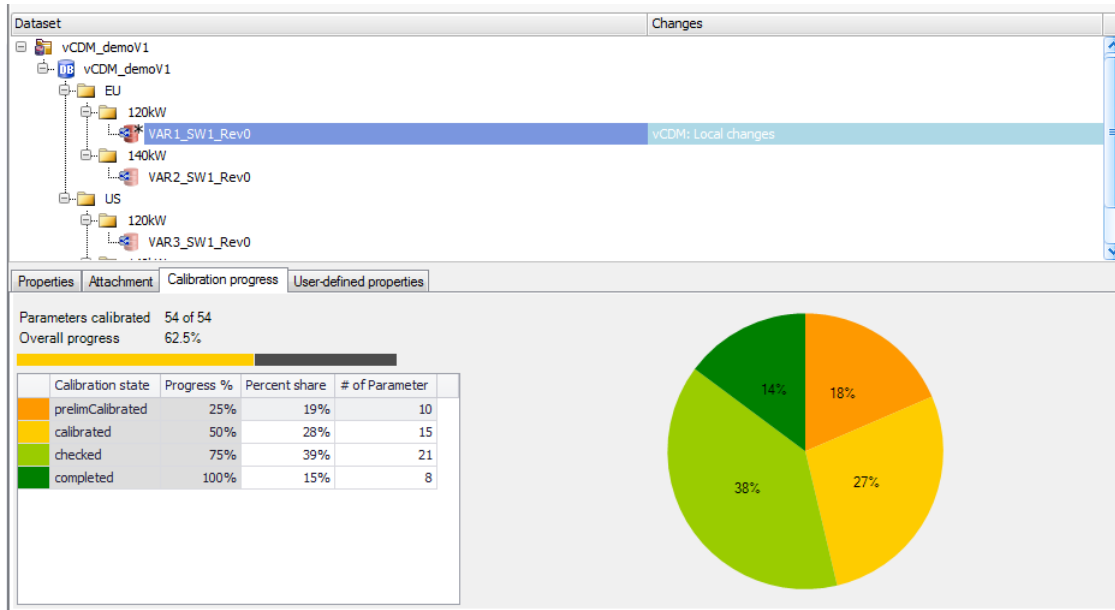 Dataset Changes
vCDM_demoV1
DB vCDM_demoV1
EU
120kW
* VAR1_SW1_Rev0 vCDM: Local changes
140kW
VAR2_SW1_Rev0
US
120kW
VAR3_SW1_Rev0
Properties Attachment Calibration progress User-defined properties
Parameters calibrated 54 of 54
Overall progress 62.5%
Calibration state Progress % Percent share # of Parameter
prelimCalibrated 25% 19% 10
calibrated 50% 28% 15
checked 75% 39% 21
completed 100% 15% 8
14% 18%
38% 27%